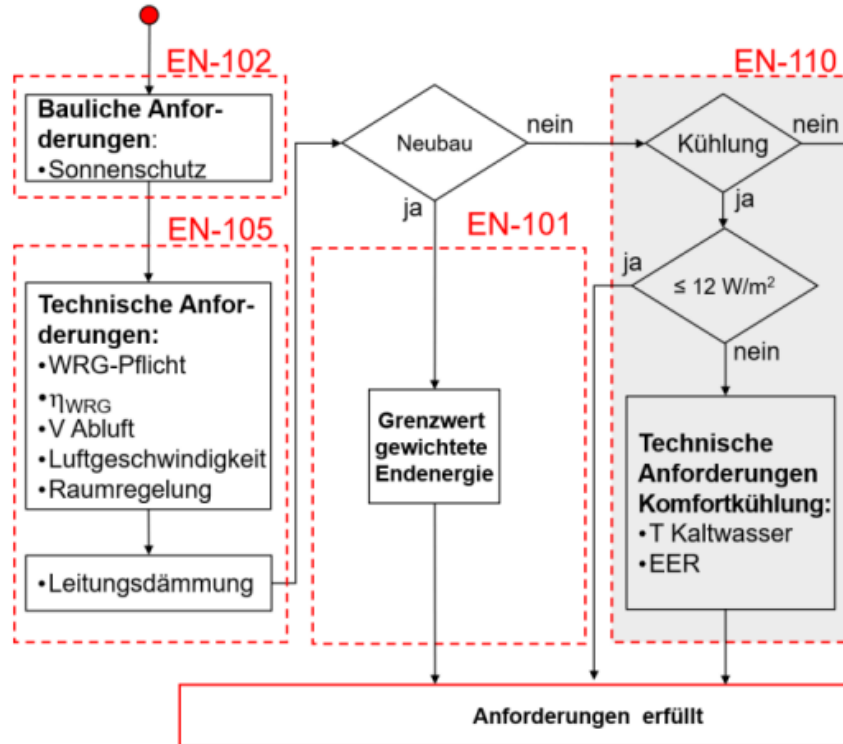 EN-102
Bauliche Anfor-
derungen:
•Sonnenschutz
EN-105
Technische Anfor-
derungen:
•WRG-Pflicht
•ηWRG
•V Abluft
•Luftgeschwindigkeit
•Raumregelung
•Leitungsdämmung
Neubau
nein
ja
EN-101
Grenzwert
gewichtete
Endenergie
EN-110
Kühlung
nein
ja
ja
≤ 12 W/m²
nein
Technische
Anforderungen
Komfortkühlung:
•T Kaltwasser
•EER
Anforderungen erfüllt